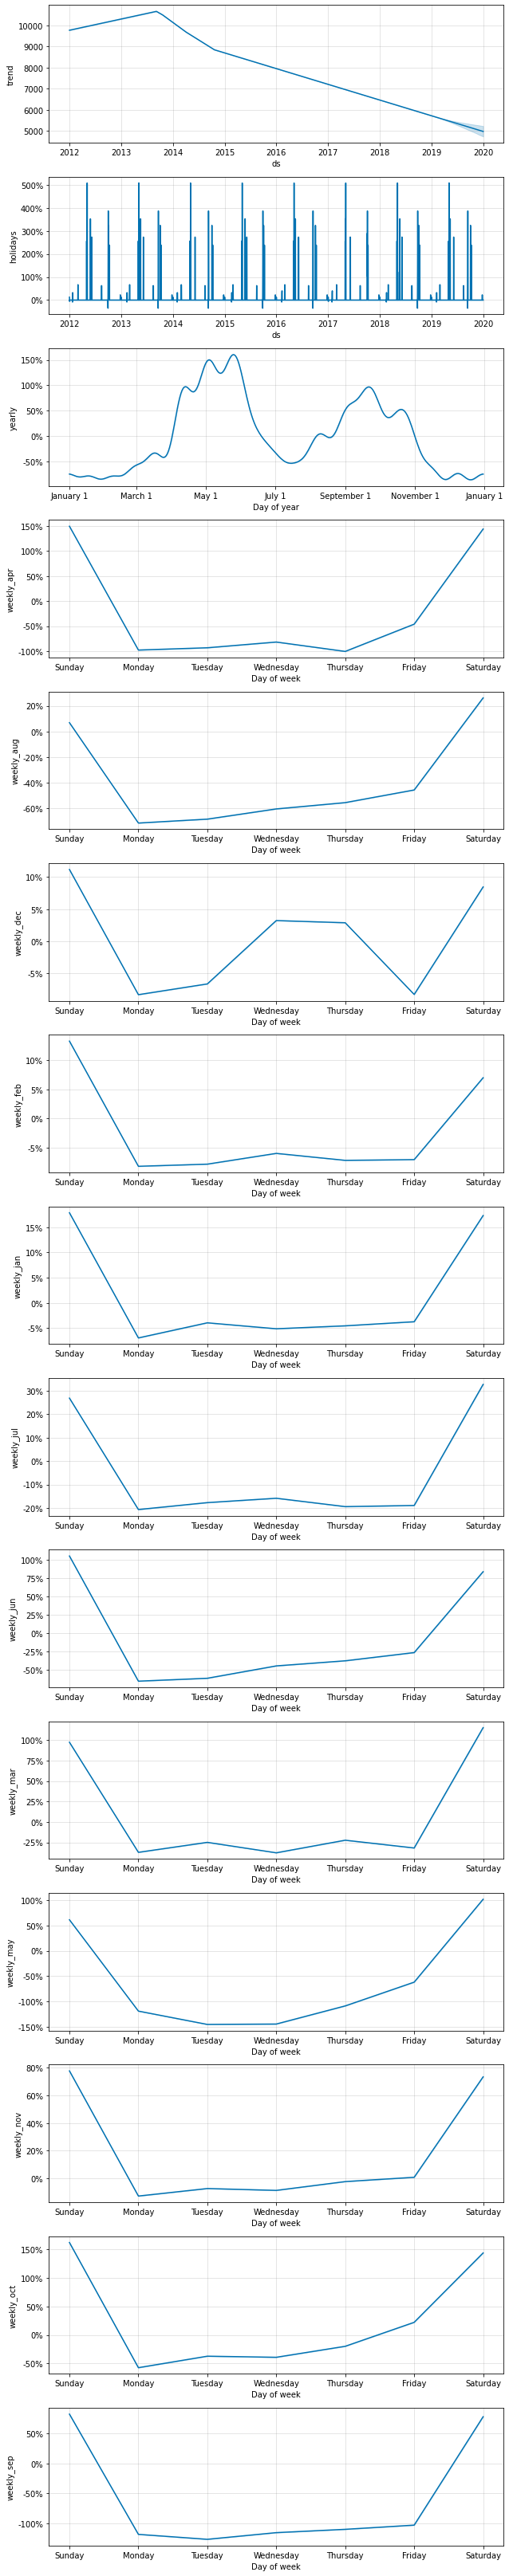 10000
9000
8000
7000
6000
5000
trend
2012 2013 2014 2015 2016 2017 2018 2019 2020
ds
500%
400%
300%
200%
100%
0%
holidays
2012 2013 2014 2015 2016 2017 2018 2019 2020
ds
150%
100%
50%
0%
-50%
yearly
January 1 March 1 May 1 July 1 September 1 November 1 January 1
Day of year
150%
100%
50%
0%
-50%
-100%
weekly_apr
Sunday Monday Tuesday Wednesday Thursday Friday Saturday
Day of week
20%
0%
-20%
-40%
-60%
weekly_aug
Sunday Monday Tuesday Wednesday Thursday Friday Saturday
Day of week
10%
5%
0%
-5%
weekly_dec
Sunday Monday Tuesday Wednesday Thursday Friday Saturday
Day of week
10%
5%
0%
-5%
weekly_feb
Sunday Monday Tuesday Wednesday Thursday Friday Saturday
Day of week
15%
10%
5%
0%
-5%
weekly_jan
Sunday Monday Tuesday Wednesday Thursday Friday Saturday
Day of week
30%
20%
10%
0%
-10%
-20%
weekly_jul
Sunday Monday Tuesday Wednesday Thursday Friday Saturday
Day of week
100%
75%
50%
25%
0%
-25%
-50%
weekly_jun
Sunday Monday Tuesday Wednesday Thursday Friday Saturday
Day of week
100%
75%
50%
25%
0%
-25%
weekly_mar
Sunday Monday Tuesday Wednesday Thursday Friday Saturday
Day of week
100%
50%
0%
-50%
-100%
-150%
weekly_may
Sunday Monday Tuesday Wednesday Thursday Friday Saturday
Day of week
80%
60%
40%
20%
0%
weekly_nov
Sunday Monday Tuesday Wednesday Thursday Friday Saturday
Day of week
150%
100%
50%
0%
-50%
weekly_oct
Sunday Monday Tuesday Wednesday Thursday Friday Saturday
Day of week
50%
0%
-50%
-100%
weekly_sep
Sunday Monday Tuesday Wednesday Thursday Friday Saturday
Day of week